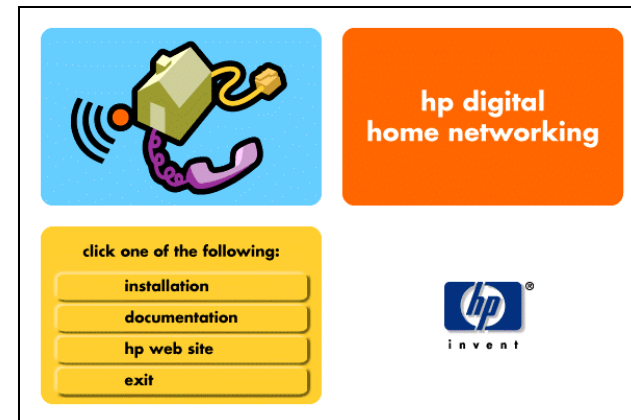 hp digital
home networking
click one of the following:
installation
documentation
hp web site
exit
hp ®
invent